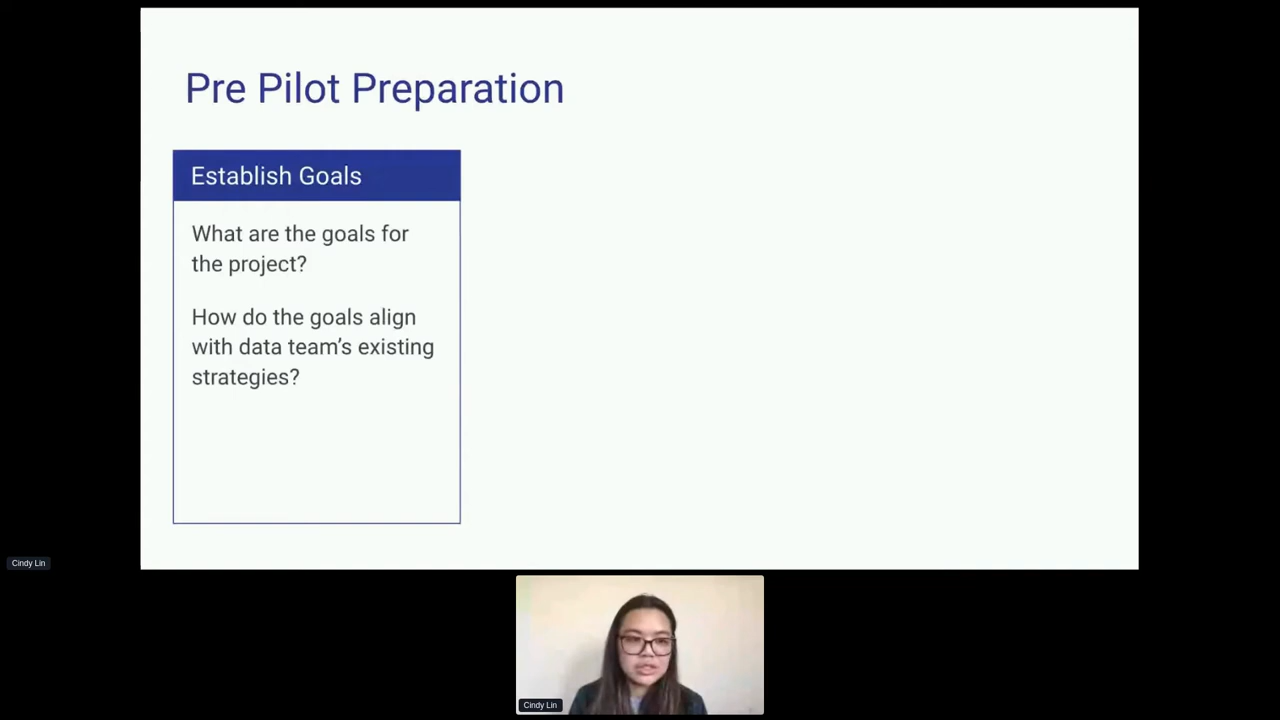 Pre Pilot Preparation
Establish Goals
What are the goals for
the project?
How do the goals align
with data team’s existing
strategies?
Cindy Lin
Cindy Lin